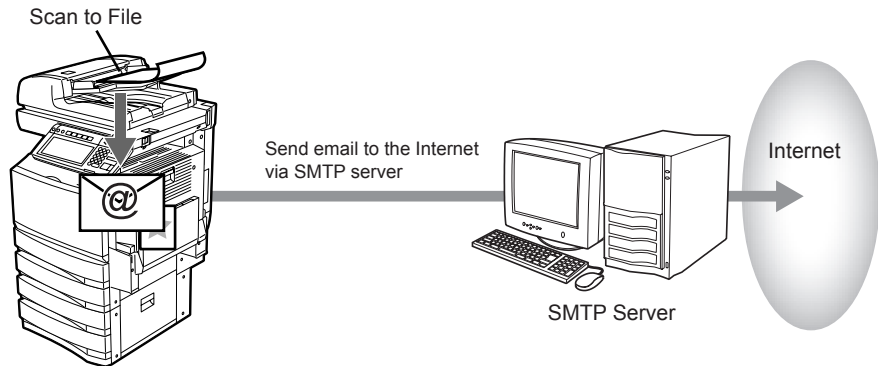 Scan to File
Send email to the Internet
via SMTP server
Internet
@
SMTP Server